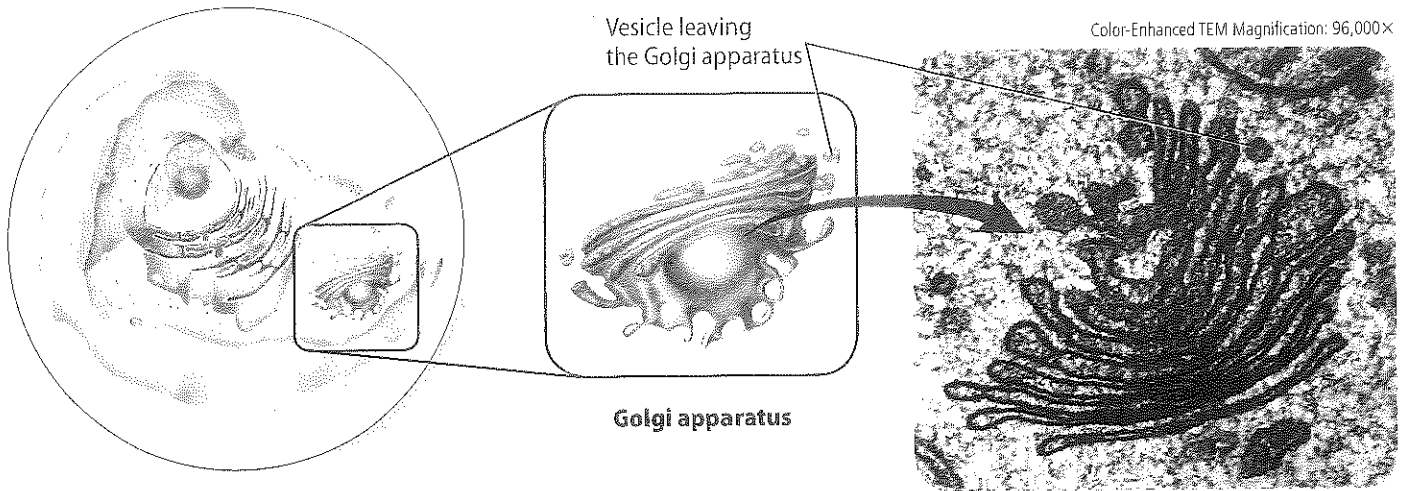 Vesicle leaving
the Golgi apparatus
Color-Enhanced TEM Magnification: 96,000×
Golgi apparatus